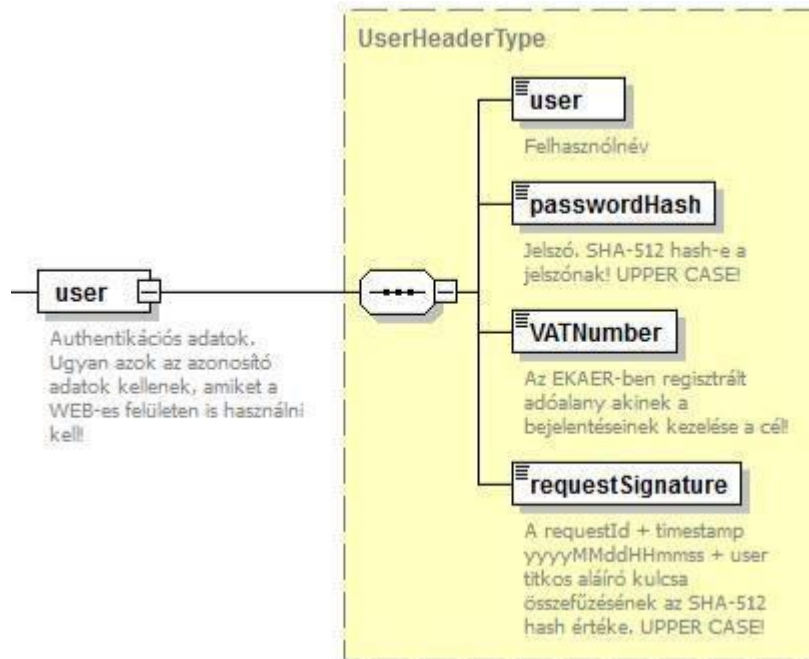 UserHeaderType
user
Felhasznólnév
passwordHash
Jelszó. SHA-512 hash-e a
jelszónak! UPPER CASE!
user
Authentikációs adatok.
Ugyan azok az azonosító
adatok kellenek, amiket a
WEB-es felületen is használni
kell!
VATNumber
Az EKAER-ben regisztrált
adóalany akinek a
bejelentéseinek kezelése a cél!
requestSignature
A requestId + timestamp
yyyyMMddHHmmss + user
titkos aláíró kulcsa
összefűzésének az SHA-512
hash értéke. UPPER CASE!